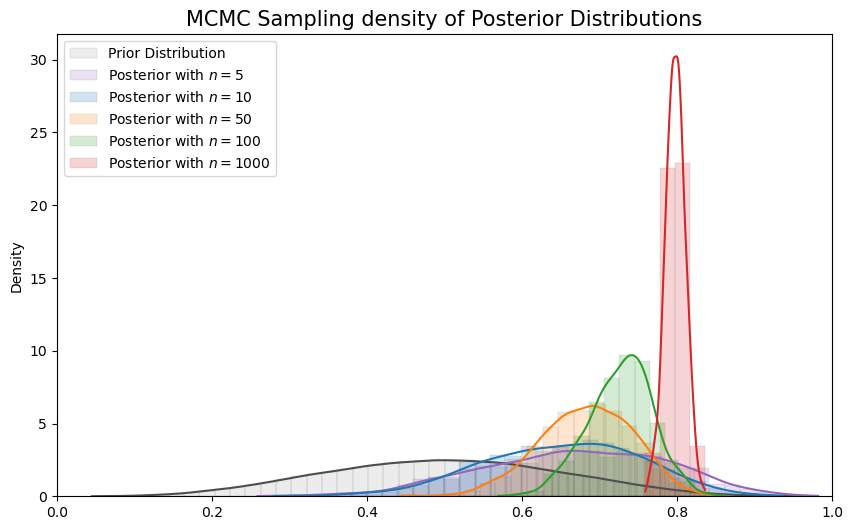 MCMC Sampling density of Posterior Distributions
Prior Distribution
Posterior with n = 5
Posterior with n = 10
Posterior with n = 50
Posterior with n = 100
Posterior with n = 1000
Density
30
25
20
15
10
5
0
0.0 0.2 0.4 0.6 0.8 1.0